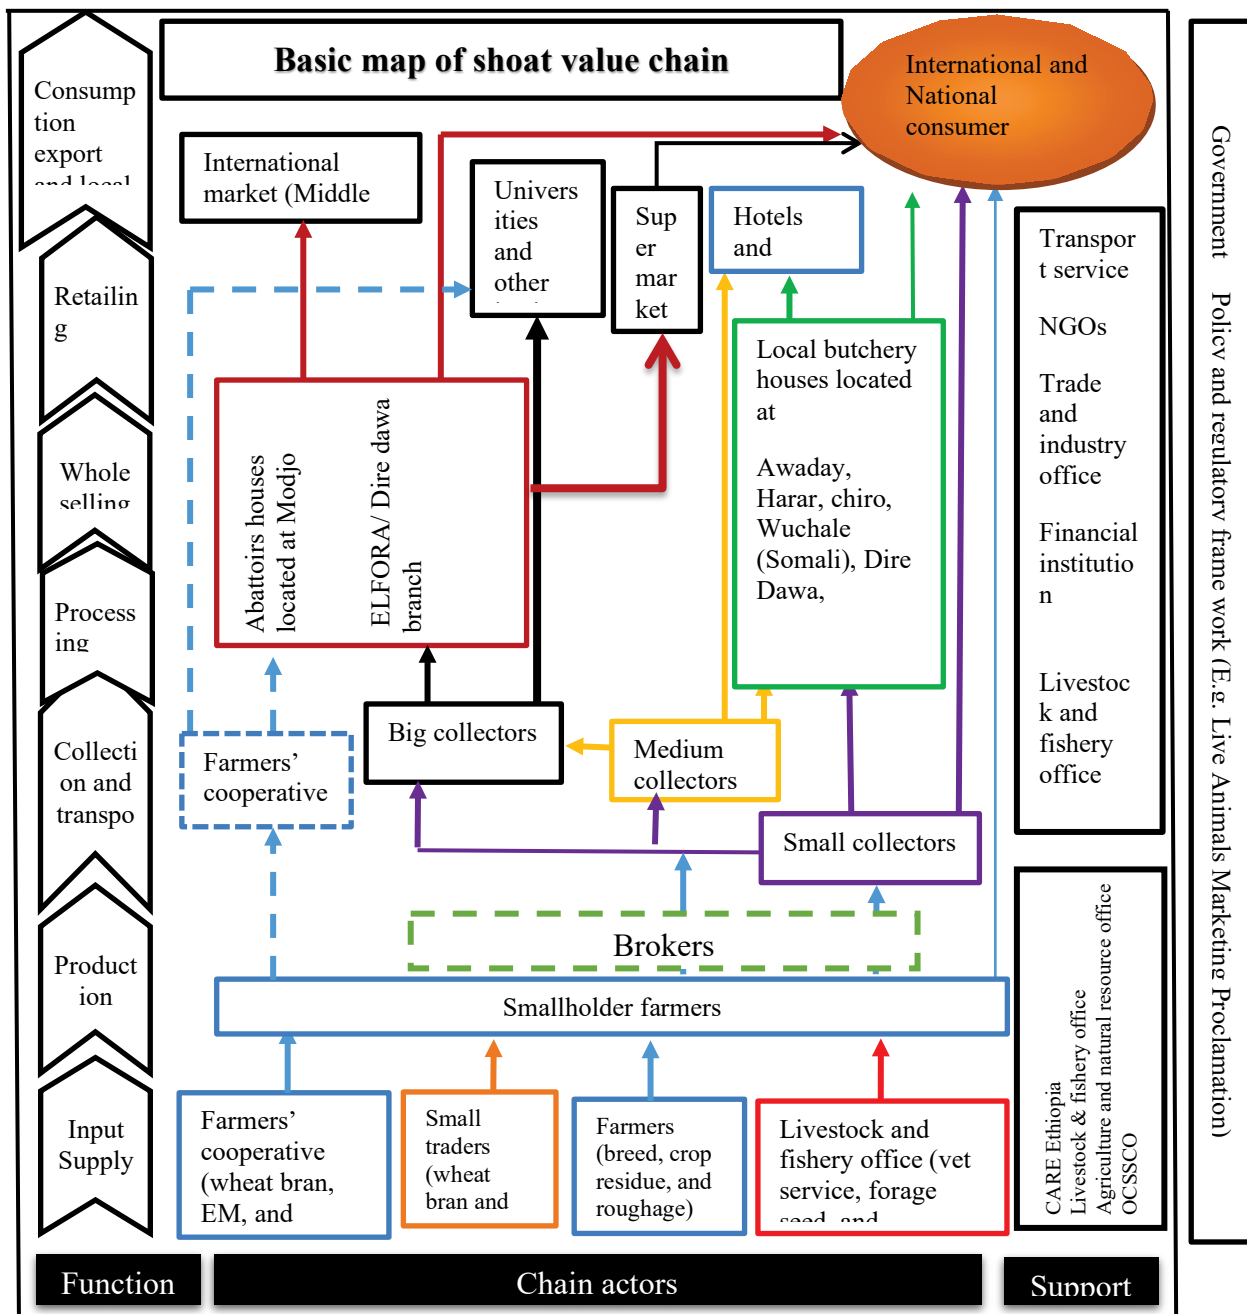 Basic map of shoat value chain
International and
National
consumer
Consump
tion
export
and local
International
market (Middle
Univers
ities
and
other
Sup
er
mar
ket
Hotels
and
Retailin
g
Whole
selling
Process
ing
Collecti
on and
transpo
Product
ion
Input
Supply
Abattoirs houses
located at Modjo
ELFORA/ Dire dawa
branch
Local butchery
houses located
at
Awaday,
Harar, chiro,
Wuchale
(Somali), Dire
Dawa,
Transpor
t service
NGOs
Trade
and
industry
office
Financial
institutio
n
Livestoc
k and
fishery
office
Government Policy and regulatory frame work (E.g. Live Animals Marketing Proclamation)
Farmers’
cooperative
Big collectors
Medium
collectors
Small collectors
Brokers
Smallholder farmers
Farmers’
cooperative
(wheat bran,
EM, and
Small
traders
(wheat
bran and
Farmers
(breed, crop
residue, and
roughage)
Livestock and
fishery office (vet
service, forage
seed, and
CARE Ethiopia
Livestock & fishery office
Agriculture and natural resource office
OCSSCO
Function
Chain actors
Support